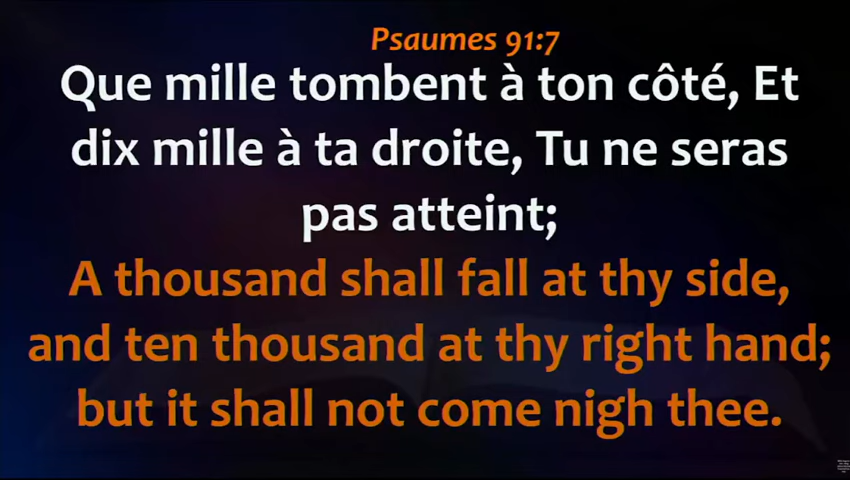 Psaumes 91:7
Que mille tombent à ton côté, Et
dix mille à ta droite, Tu ne seras
pas atteint;
A thousand shall fall at thy side,
and ten thousand at thy right hand;
but it shall not come nigh thee.